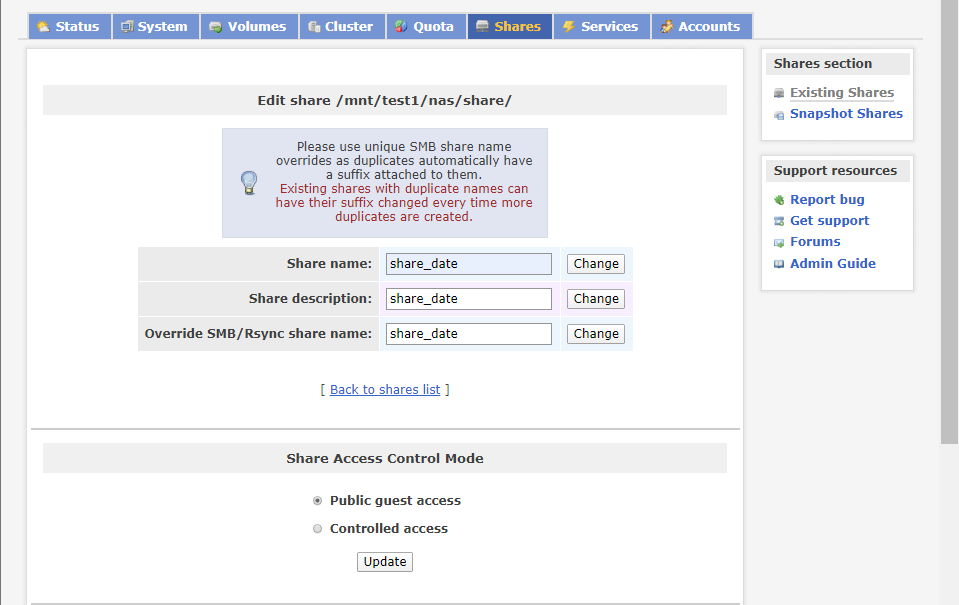 Status System Volumes Cluster Quota Shares Services Accounts
Edit share /mnt/test1/nas/share/
Please use unique SMB share name
overrides as duplicates automatically have
a suffix attached to them.
Existing shares with duplicate names can
have their suffix changed every time more
duplicates are created.
Share name: share_date Change
Share description: share_date Change
Override SMB/Rsync share name: share_date Change
[ Back to shares list ]
Share Access Control Mode
Public guest access
Controlled access
Update
Shares section
Existing Shares
Snapshot Shares
Support resources
Report bug
Get support
Forums
Admin Guide